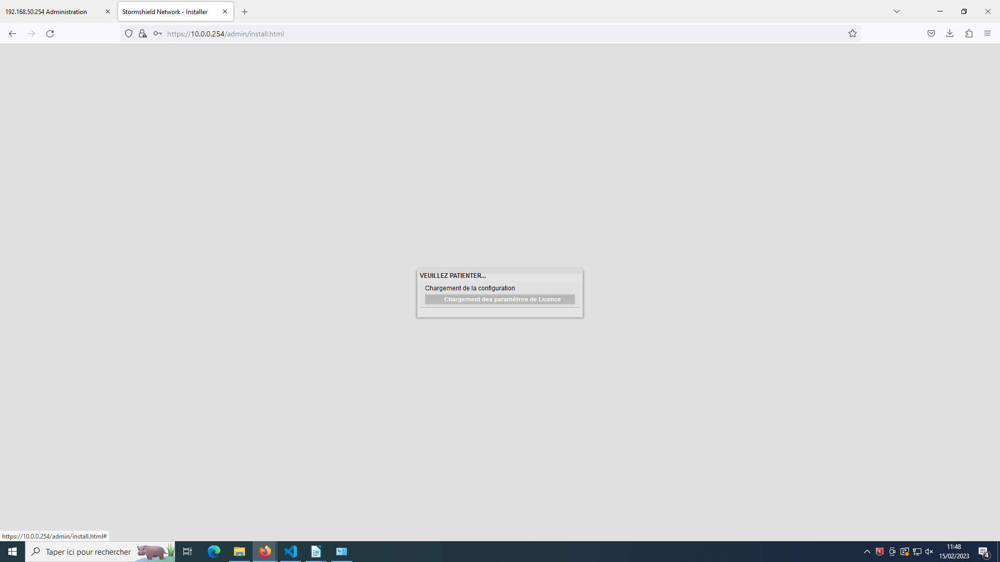 192.168.50.254 Administration
Stormshield Network - Installer
https://10.0.0.254/admin/install.html
VEUILLEZ PATIENTER...
Chargement de la configuration
Chargement des paramètres de Licence
https://10.0.0.254/admin/install.html#
Taper ici pour rechercher
11:48
15/02/2023
4